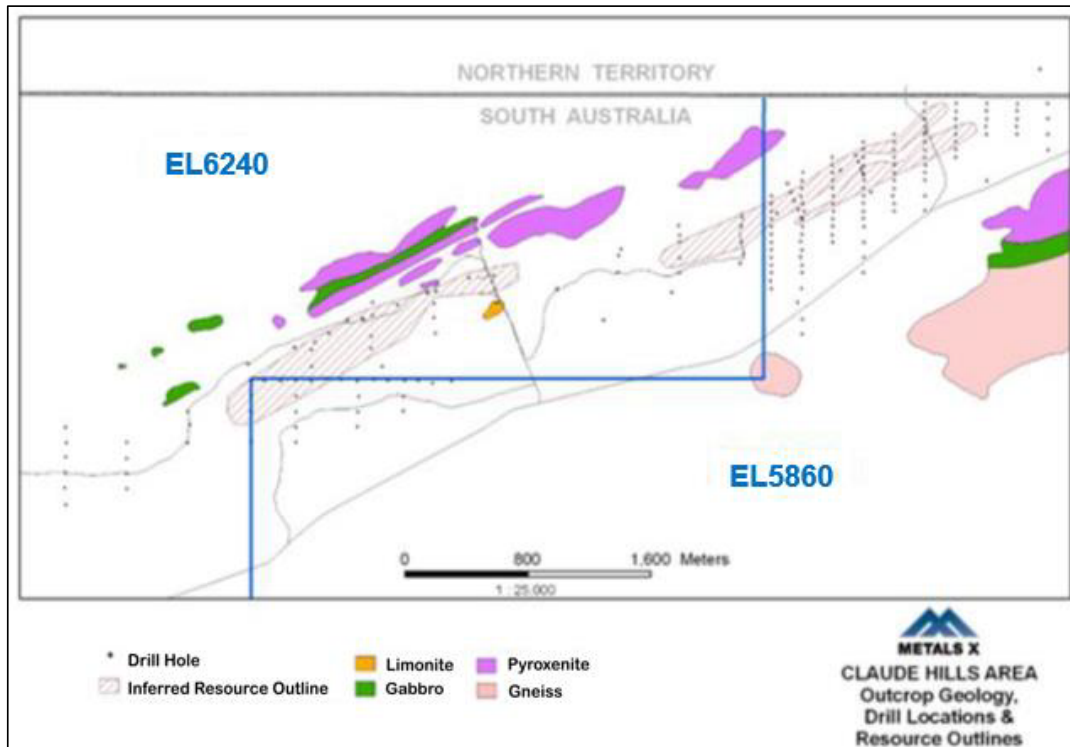 NORTHERN TERRITORY
SOUTH AUSTRALIA
EL6240
EL5860
0 800 1,600 Meters
1 : 25.000
Drill Hole
Inferred Resource Outline
Limonite
Gabbro
Pyroxenite
Gneiss
METALS X
CLAUDE HILLS AREA
Outcrop Geology,
Drill Locations &
Resource Outlines